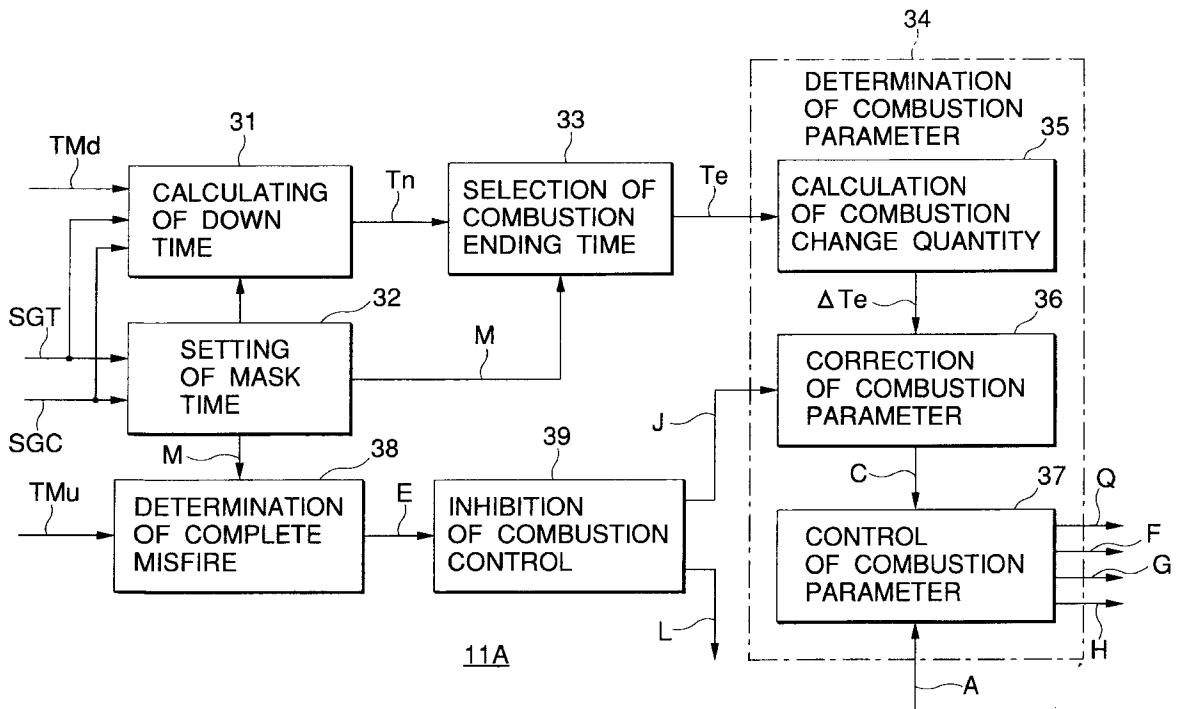 34
DETERMINATION
OF COMBUSTION
PARAMETER
31
33
35
TMd
CALCULATING
OF DOWN
TIME
Tn
SELECTION OF
COMBUSTION
ENDING TIME
Te
CALCULATION
OF COMBUSTION
CHANGE QUANTITY
SGT
32
M
ΔTe
36
SETTING
OF MASK
TIME
CORRECTION
OF COMBUSTION
PARAMETER
SGC
M
38
39
J
C
37
TMu
DETERMINATION
OF COMPLETE
MISFIRE
E
INHIBITION
OF COMBUSTION
CONTROL
CONTROL
OF COMBUSTION
PARAMETER
Q
F
G
H
L
11A
A